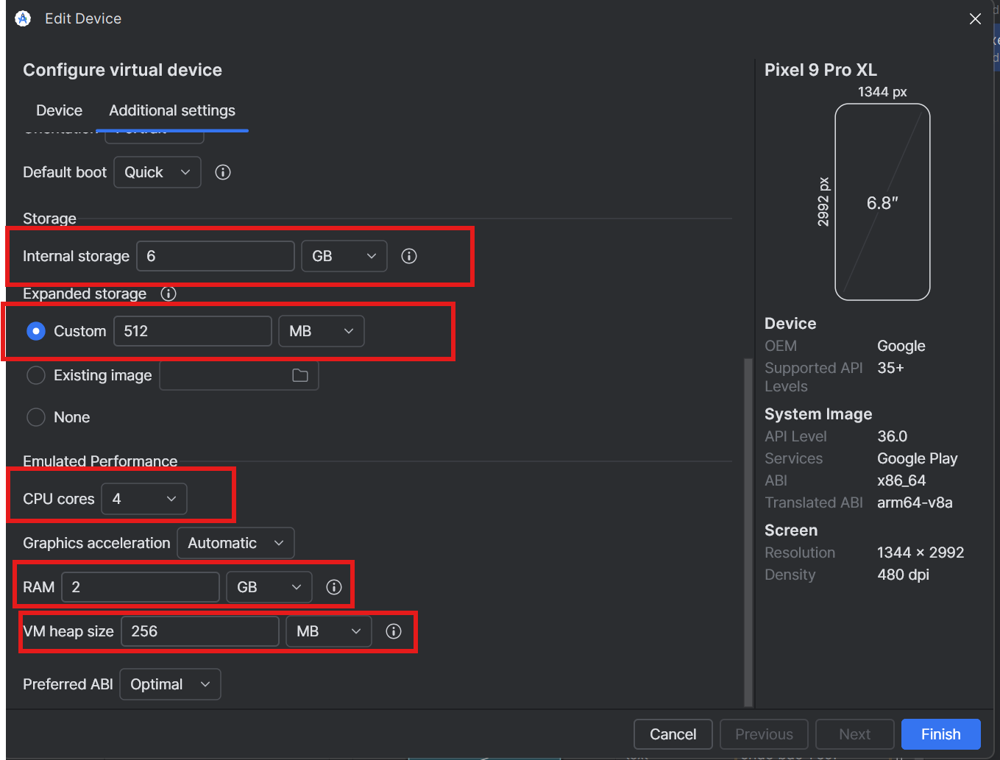 Edit Device
Configure virtual device
Device Additional settings
Default boot Quick
Storage
Internal storage 6 GB
Expanded storage
Custom 512 MB
Existing image
None
Emulated Performance
CPU cores 4
Graphics acceleration Automatic
RAM 2 GB
VM heap size 256 MB
Preferred ABI Optimal
Pixel 9 Pro XL
1344 px
2992 px
6.8″
Device
OEM Google
Supported API Levels 35+
System Image
API Level 36.0
Services Google Play
ABI x86_64
Translated ABI arm64-v8a
Screen
Resolution 1344 × 2992
Density 480 dpi
Cancel Previous Next Finish